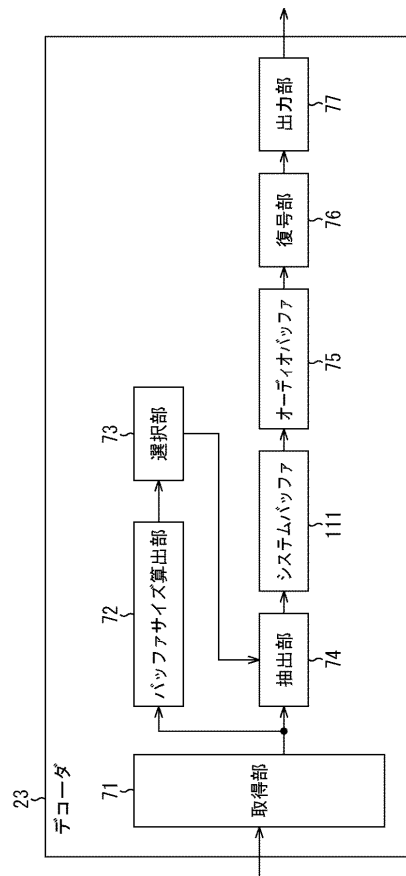 23
デコーダ
71
取得部
72
バッファサイズ算出部
73
選択部
抽出部
74
システムバッファ
111
オーディオバッファ
75
復号部
76
出力部
77